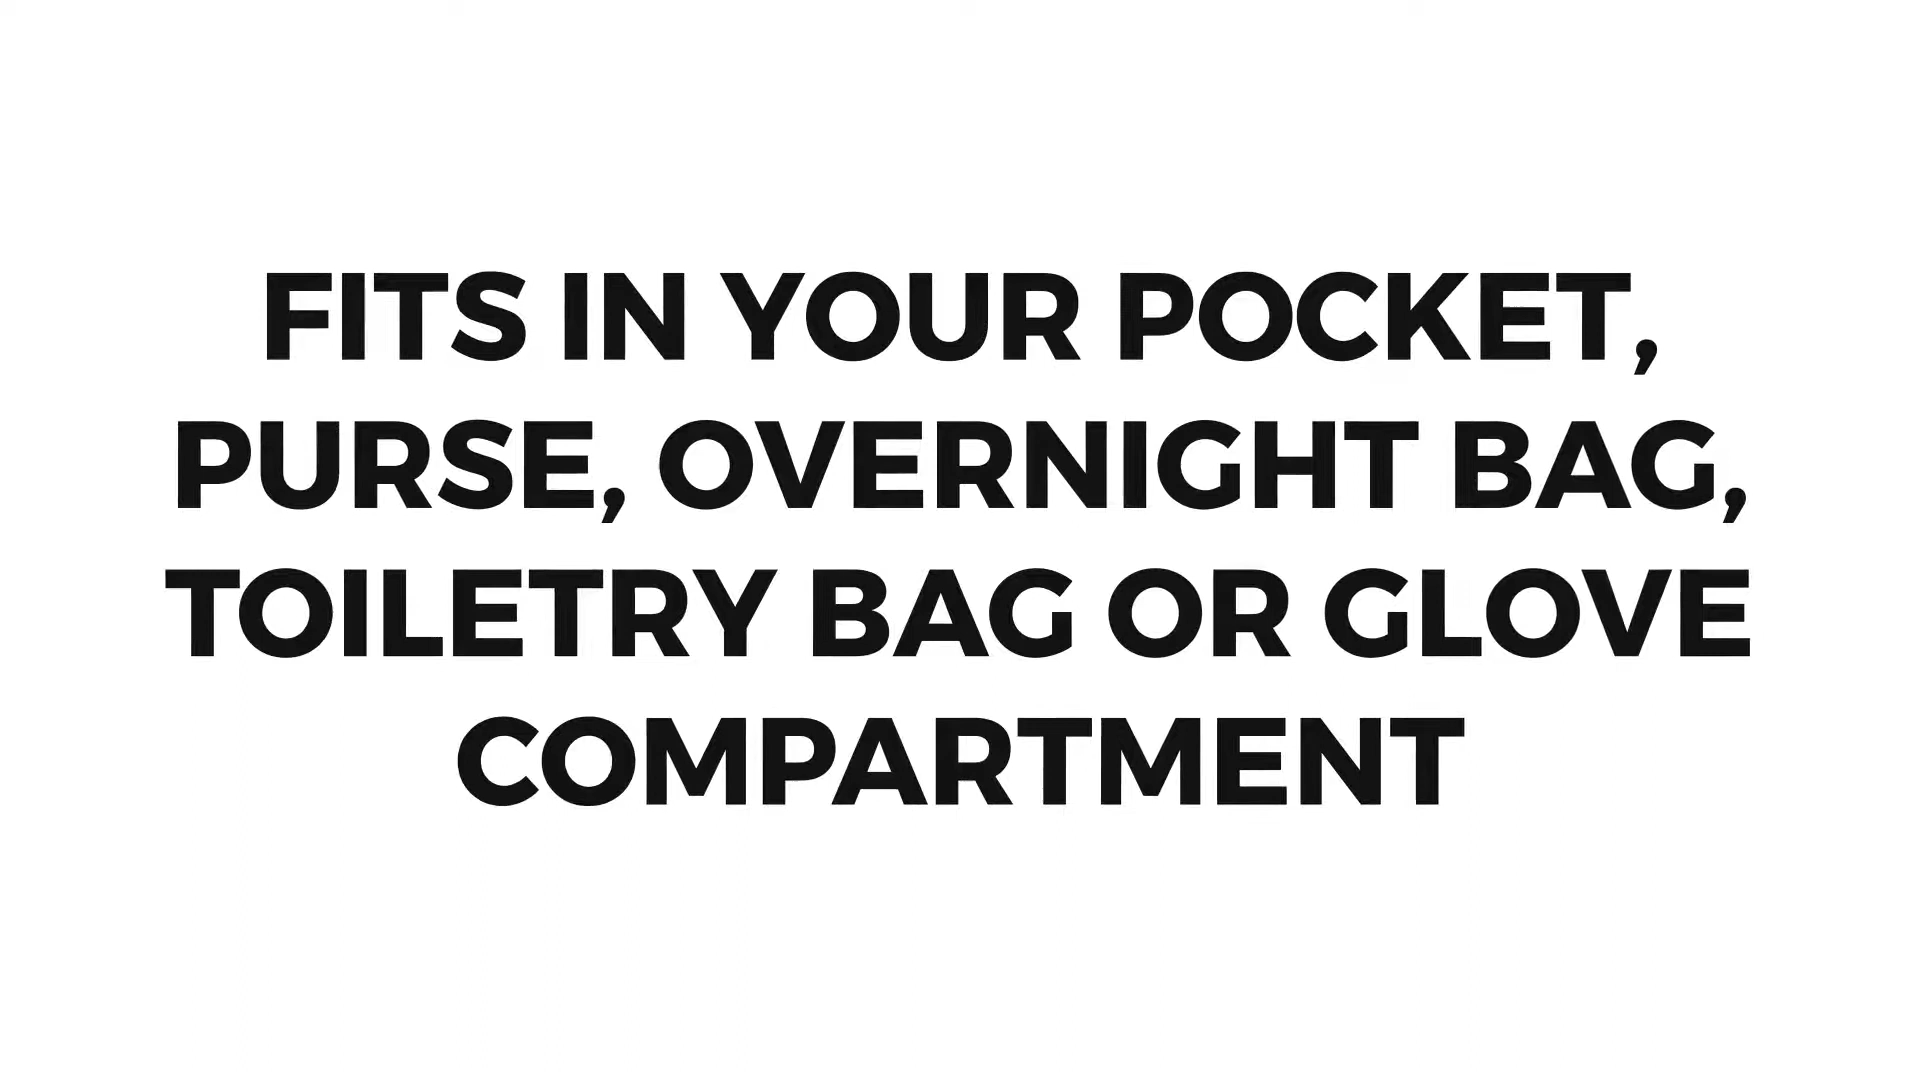 FITS IN YOUR POCKET,
PURSE, OVERNIGHT BAG,
TOILETRY BAG OR GLOVE
COMPARTMENT